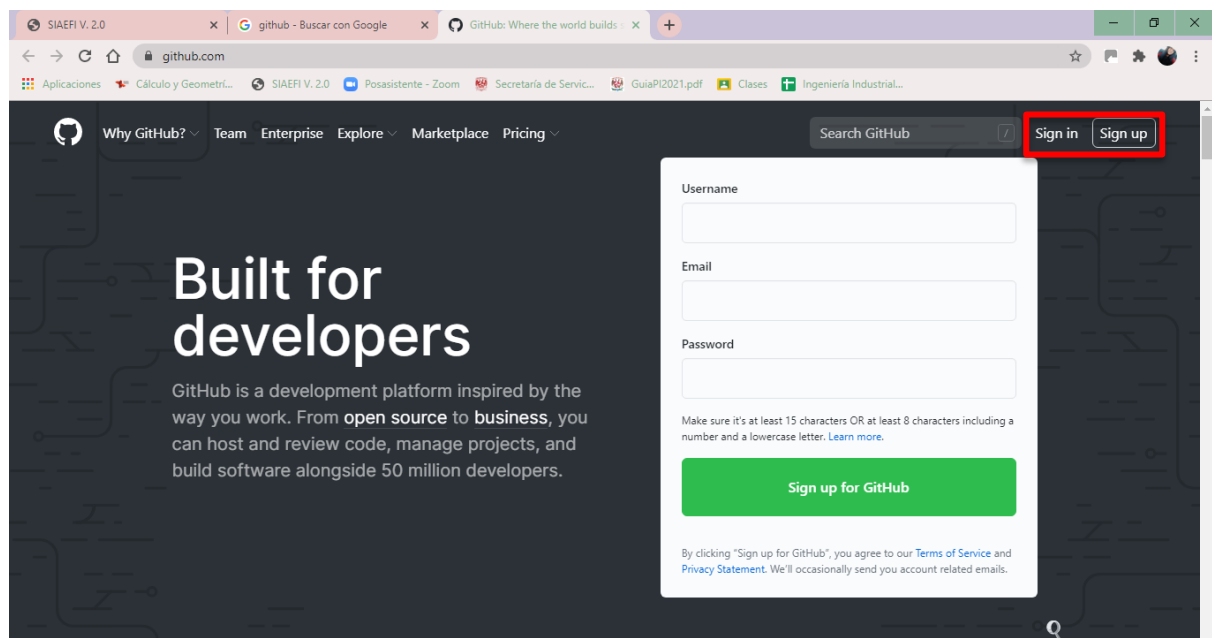 SIAEFI V. 2.0
github - Buscar con Google
GitHub: Where the world builds s
github.com
Aplicaciones
Cálculo y Geometrí...
SIAEFI V. 2.0
Posasistente - Zoom
Secretaría de Servic...
GuiaPI2021.pdf
Clases
Ingeniería Industrial...
Why GitHub? Team Enterprise Explore Marketplace Pricing
Search GitHub /
Sign in Sign up
Built for
developers
GitHub is a development platform inspired by the
way you work. From open source to business, you
can host and review code, manage projects, and
build software alongside 50 million developers.
Username
Email
Password
Make sure it's at least 15 characters OR at least 8 characters including a
number and a lowercase letter. Learn more.
Sign up for GitHub
By clicking "Sign up for GitHub", you agree to our Terms of Service and
Privacy Statement. We'll occasionally send you account related emails.